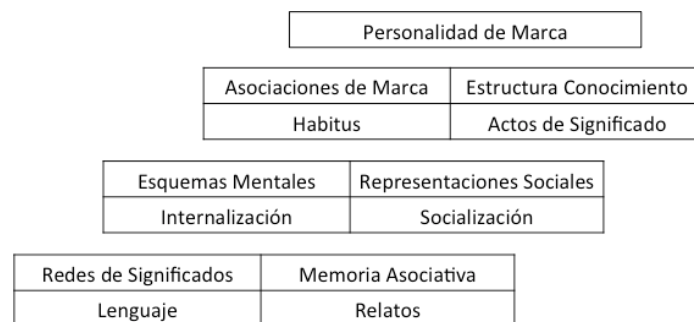 Personalidad de Marca
Asociaciones de Marca Estructura Conocimiento
Habitus Actos de Significado
Esquemas Mentales Representaciones Sociales
Internalización Socialización
Redes de Significados Memoria Asociativa
Lenguaje Relatos